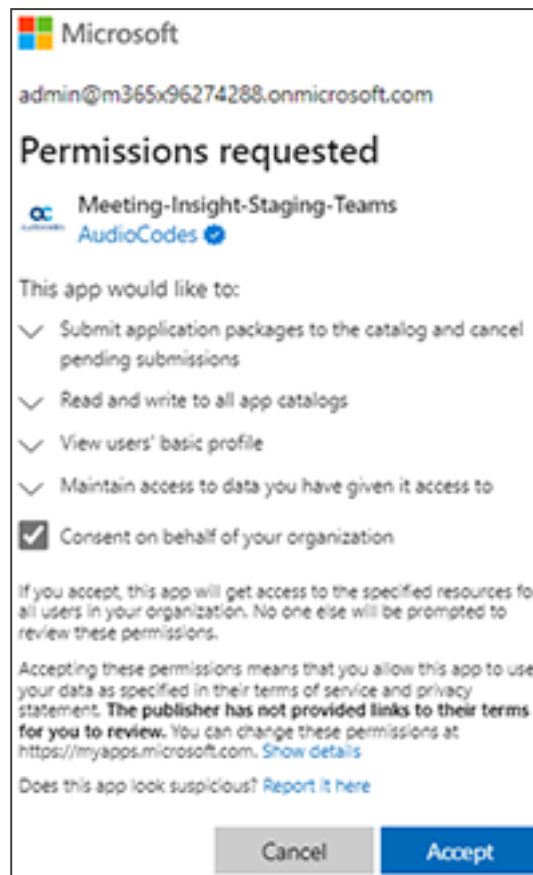 Microsoft
admin@m365x96274288.onmicrosoft.com
Permissions requested
Meeting-Insight-Staging-Teams
AudioCodes
This app would like to:
Submit application packages to the catalog and cancel
pending submissions
Read and write to all app catalogs
View users' basic profile
Maintain access to data you have given it access to
Consent on behalf of your organization
If you accept, this app will get access to the specified resources fo
all users in your organization. No one else will be prompted to
review these permissions.
Accepting these permissions means that you allow this app to use
your data as specified in their terms of service and privacy
statement. The publisher has not provided links to their terms
for you to review. You can change these permissions at
https://myapps.microsoft.com. Show details
Does this app look suspicious? Report it here
Cancel
Accept